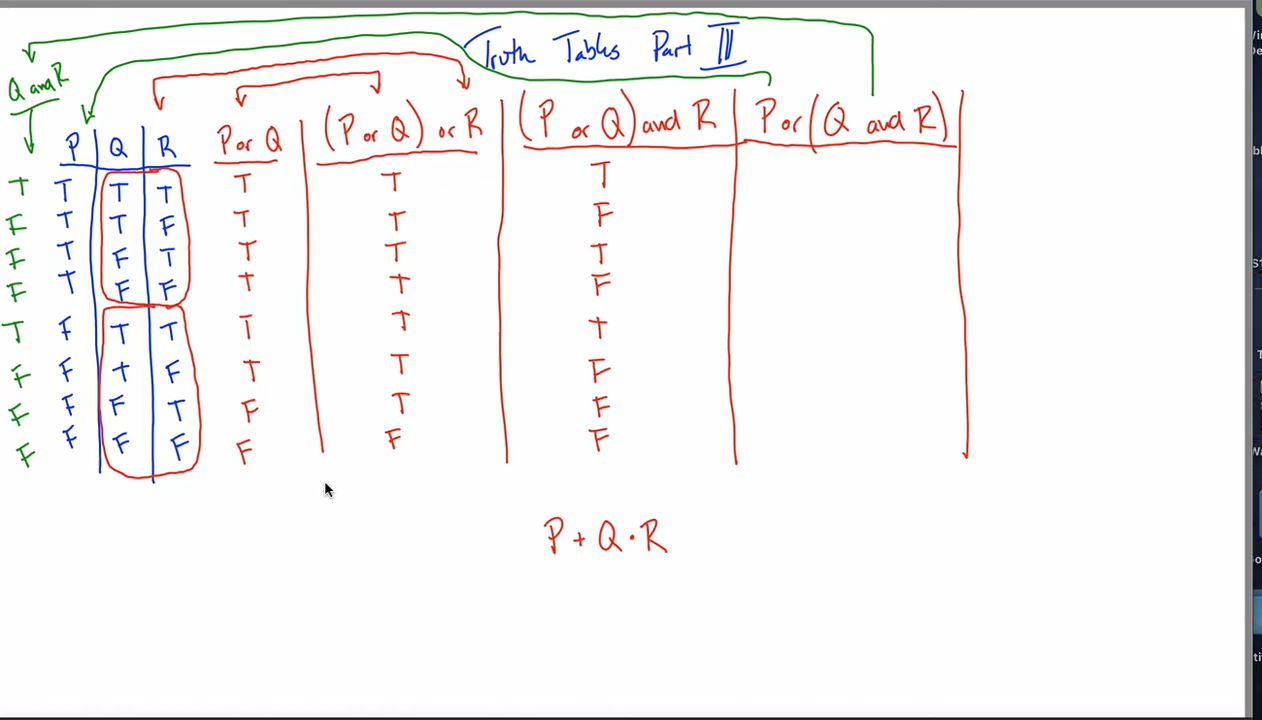 Truth Tables Part III
Q and R
P Q R P or Q (P or Q) or R (P or Q) and R P or (Q and R)
T T T T T T T
F T T F T T F
F T F T T T T
F T F F T T F
T F T T T T T
F F T F T T F
F F F T F T F
F F F F F F F
P + Q · R